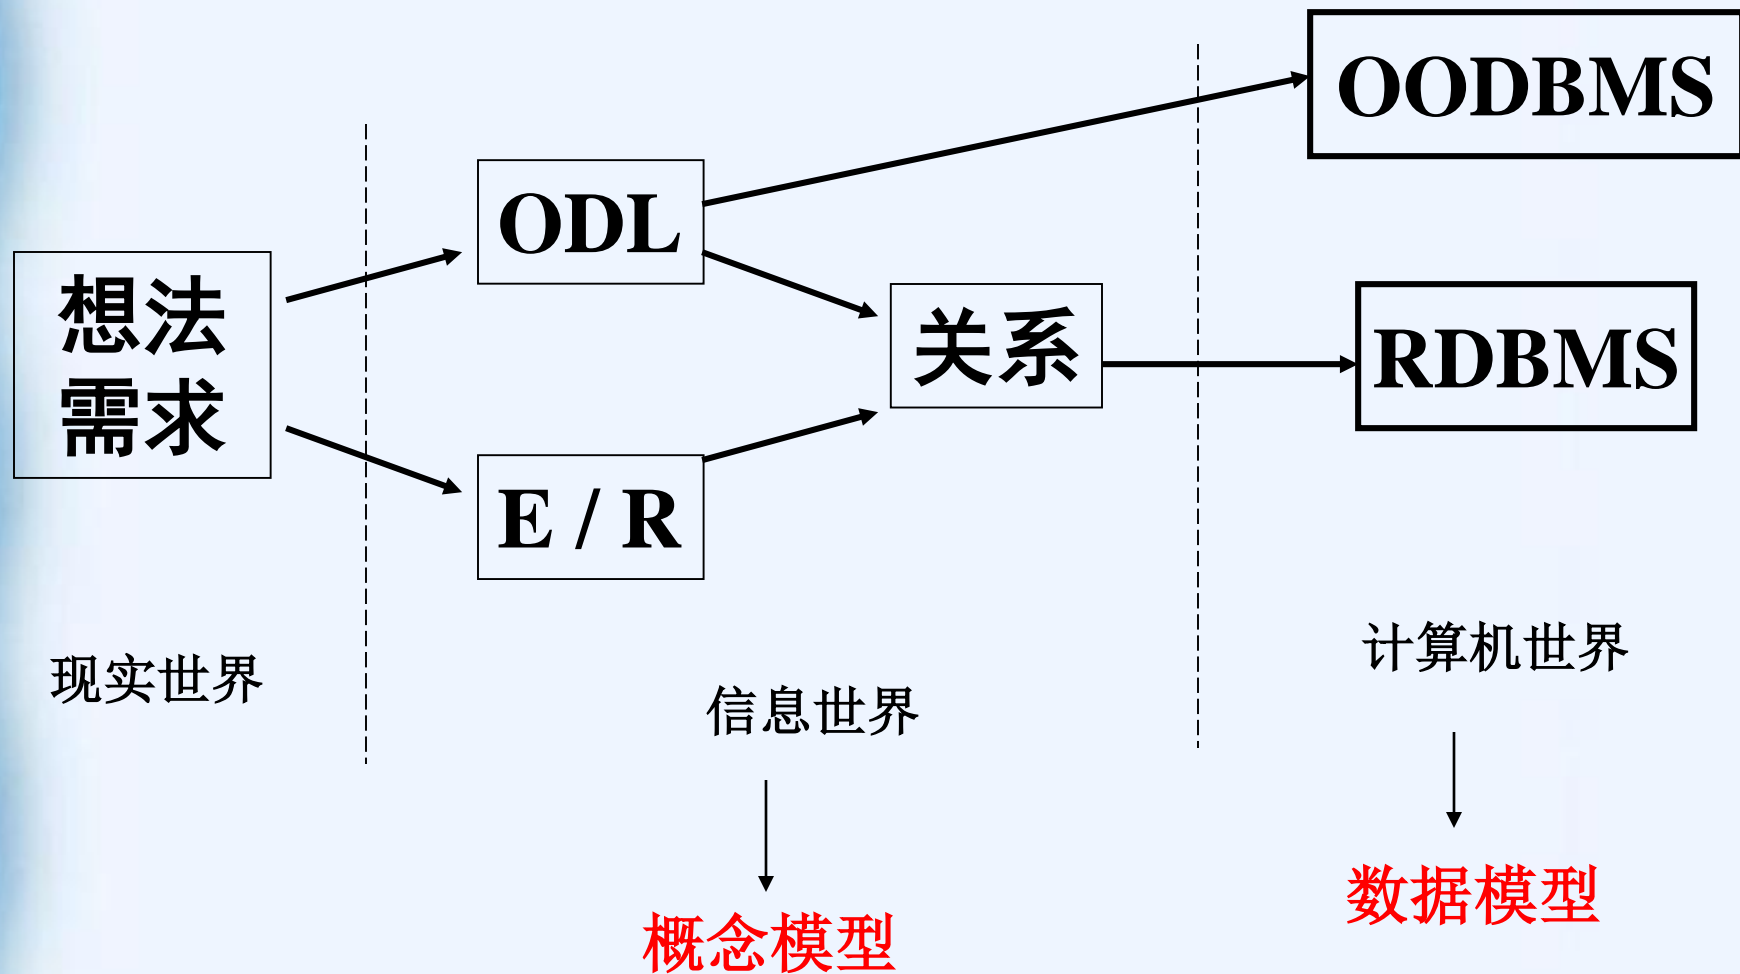 OODBMS
ODL
想法
需求
关系
RDBMS
E / R
现实世界
信息世界
计算机世界
概念模型
数据模型